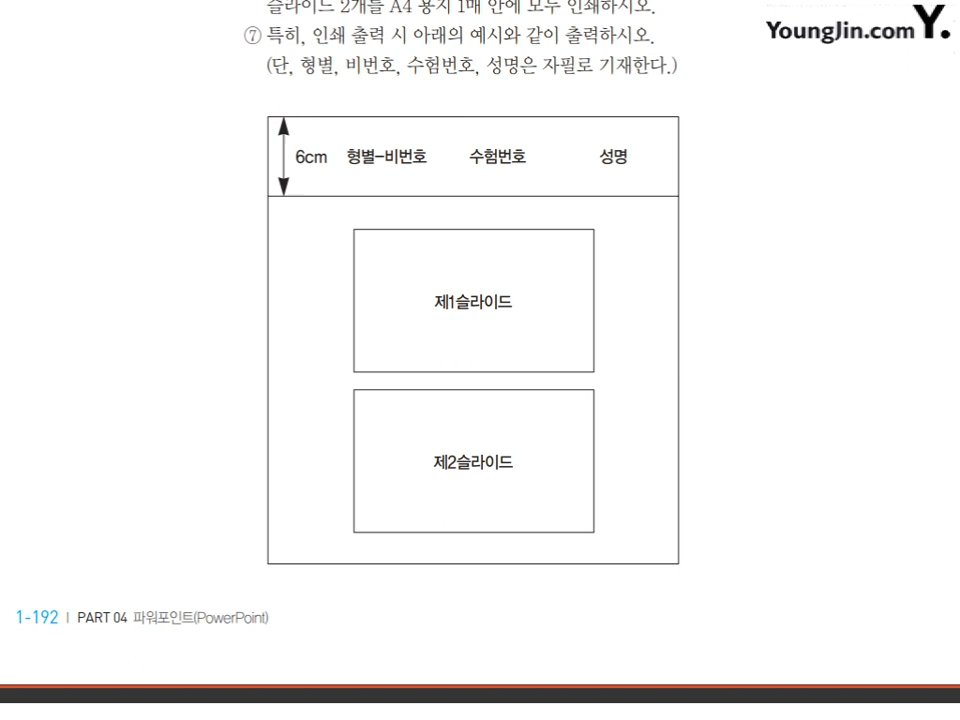 슬라이드 2개를 A4 용지 1매 안에 모두 인쇄하시오.
YoungJin.com Y.
⑦ 특히, 인쇄 출력 시 아래의 예시와 같이 출력하시오.
(단, 형별, 비번호, 수험번호, 성명은 자필로 기재한다.)
6cm 형별-비번호 수험번호 성명
제1슬라이드
제2슬라이드
1-192 | PART 04 파워포인트(PowerPoint)